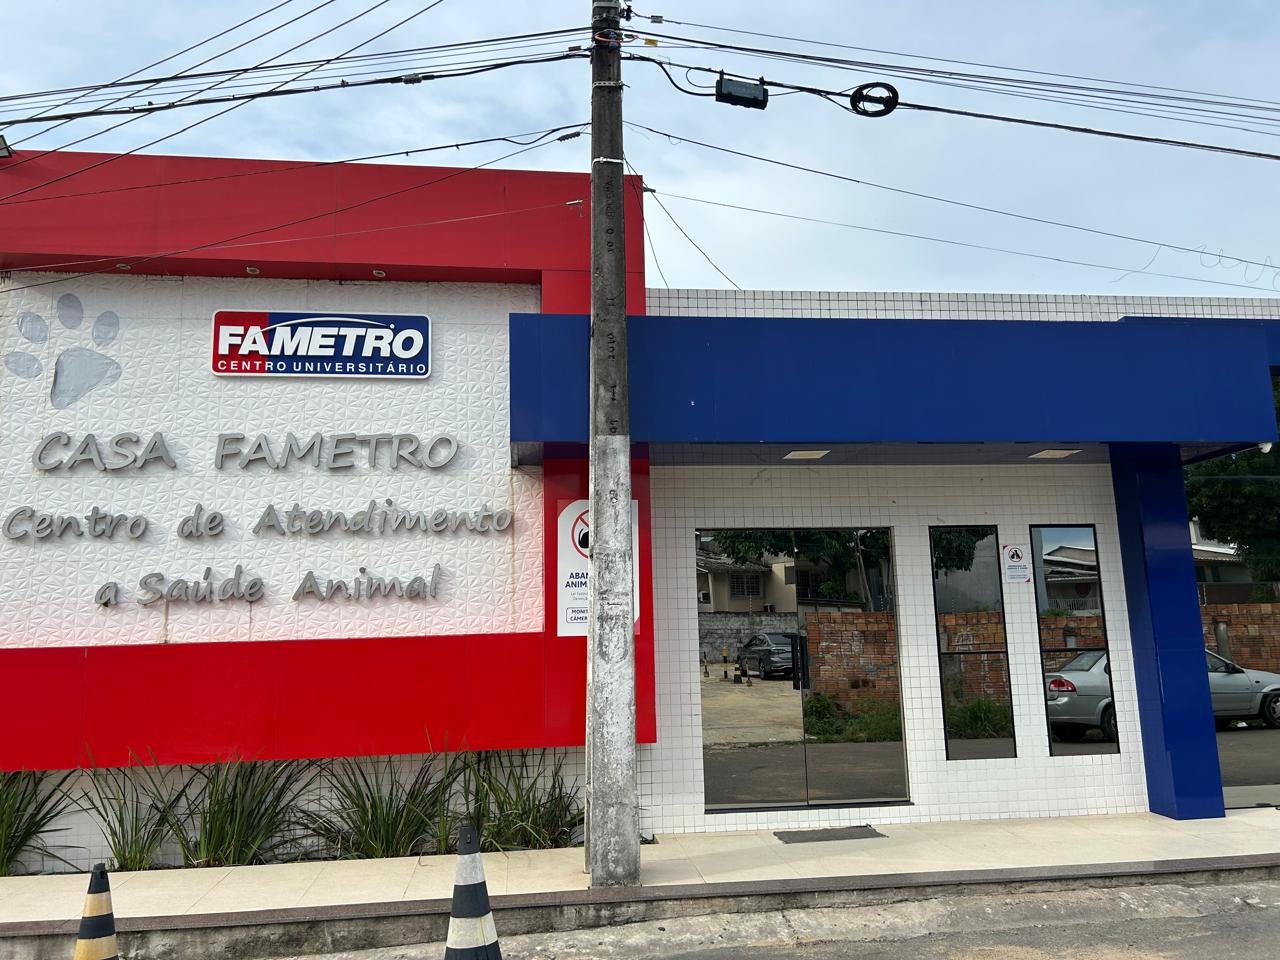 FAMETRO
CENTRO UNIVERSITÁRIO
CASA FAMETRO
Centro de Atendimento
a Saúde Animal